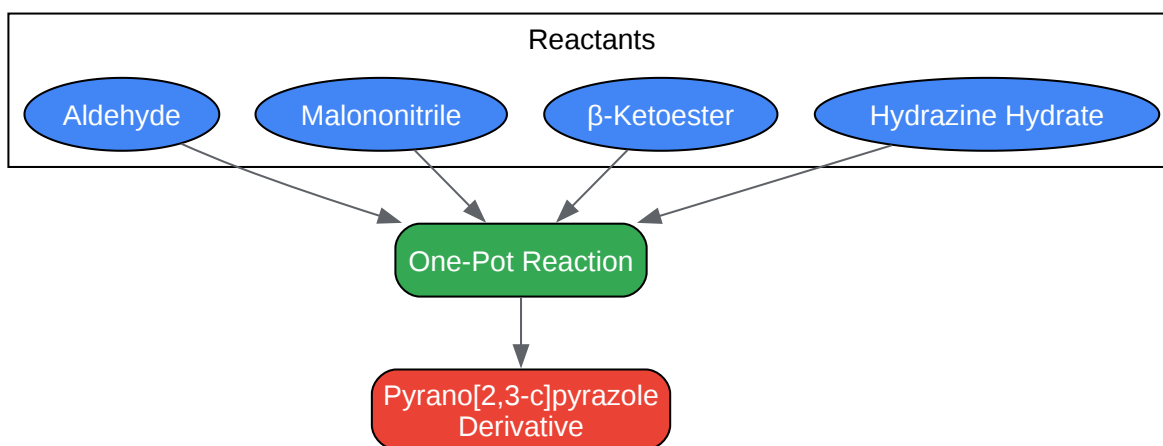 Reactants
Aldehyde
Malononitrile
β-Ketoester
Hydrazine Hydrate
One-Pot Reaction
Pyrano[2,3-c]pyrazole
Derivative